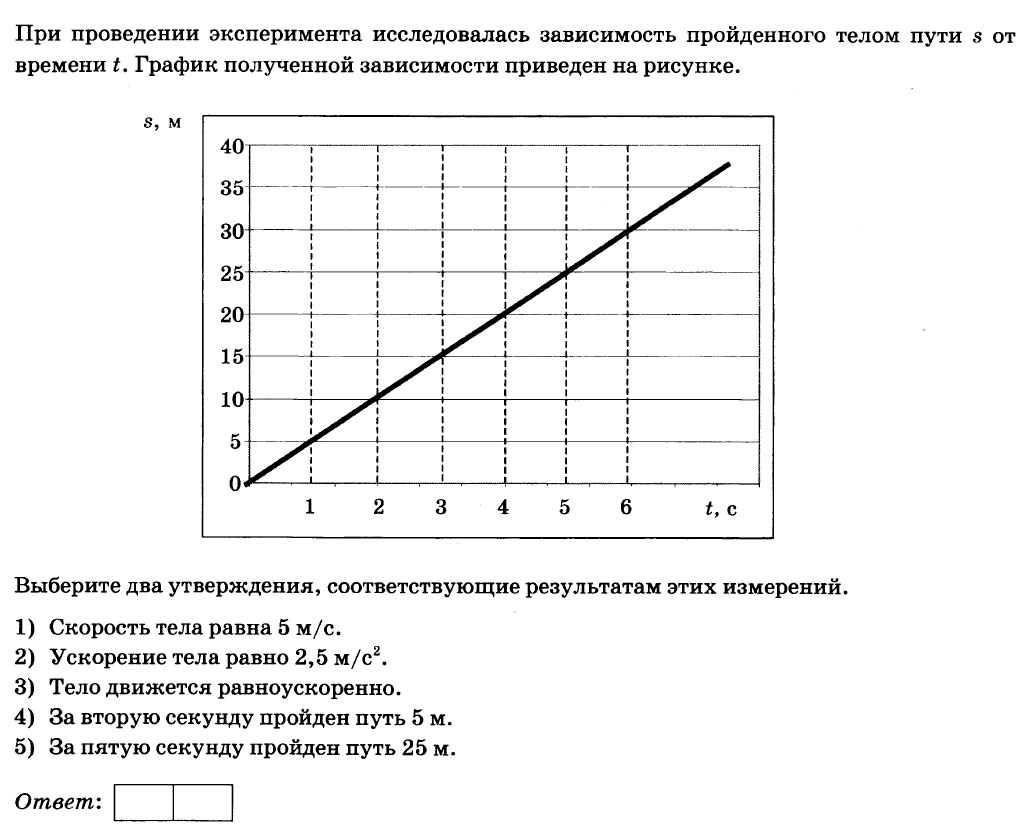 При проведении эксперимента исследовалась зависимость пройденного телом пути s от
времени t. График полученной зависимости приведен на рисунке.
s, м
40
35
30
25
20
15
10
5
0
1 2 3 4 5 6 t, с
Выберите два утверждения, соответствующие результатам этих измерений.
1) Скорость тела равна 5 м/с.
2) Ускорение тела равно 2,5 м/с².
3) Тело движется равноускоренно.
4) За вторую секунду пройден путь 5 м.
5) За пятую секунду пройден путь 25 м.
Ответ: